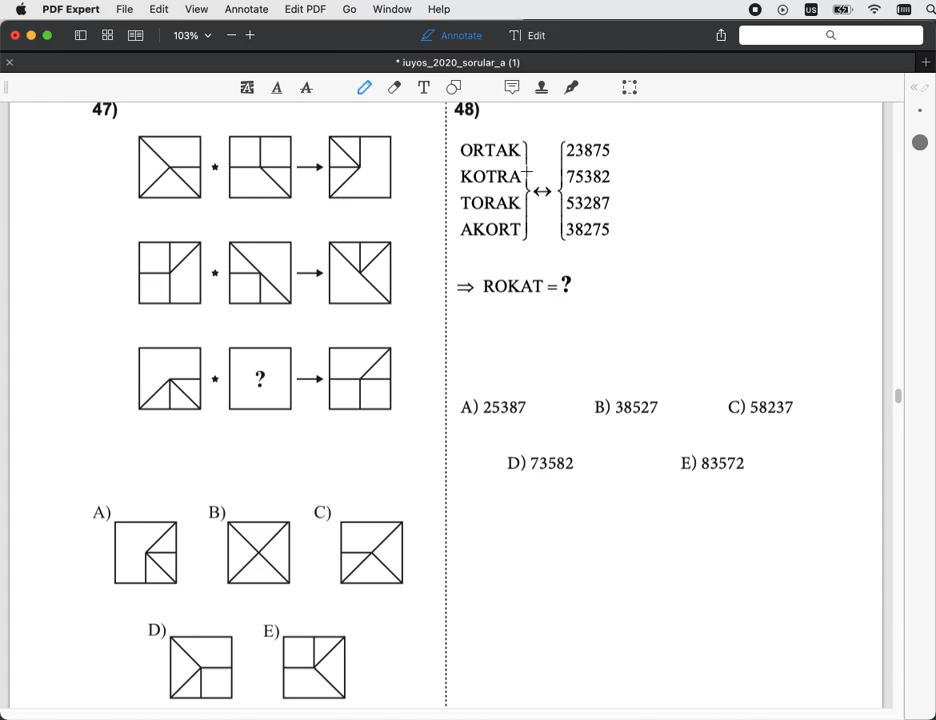 PDF Expert File Edit View Annotate Edit PDF Go Window Help US
103% Annotate T Edit
* iuyos_2020_sorular_a (1)
A A A T
47)
* →
* →
* ? →
A) B) C)
D) E)
48)
ORTAK 23875
KOTRA 75382
TORAK ↔ 53287
AKORT 38275
⇒ ROKAT = ?
A) 25387 B) 38527 C) 58237
D) 73582 E) 83572